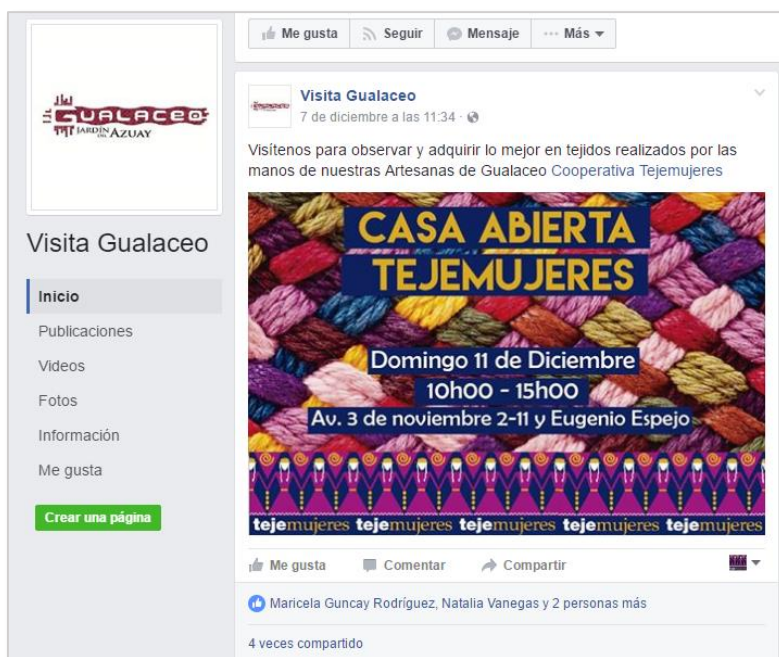 Me gusta Seguir Mensaje ··· Más
GUALACEO
JARDÍN DEL AZUAY
Visita Gualaceo
Inicio
Publicaciones
Videos
Fotos
Información
Me gusta
Crear una página
Visita Gualaceo
7 de diciembre a las 11:34 ·
Visítenos para observar y adquirir lo mejor en tejidos realizados por las
manos de nuestras Artesanas de Gualaceo Cooperativa Tejemujeres
CASA ABIERTA
TEJEMUJERES
Domingo 11 de Diciembre
10h00 - 15h00
Av. 3 de noviembre 2-11 y Eugenio Espejo
tejemujeres tejemujeres tejemujeres tejemujeres tejemujeres
Me gusta Comentar Compartir
Maricela Guncay Rodríguez, Natalia Vanegas y 2 personas más
4 veces compartido